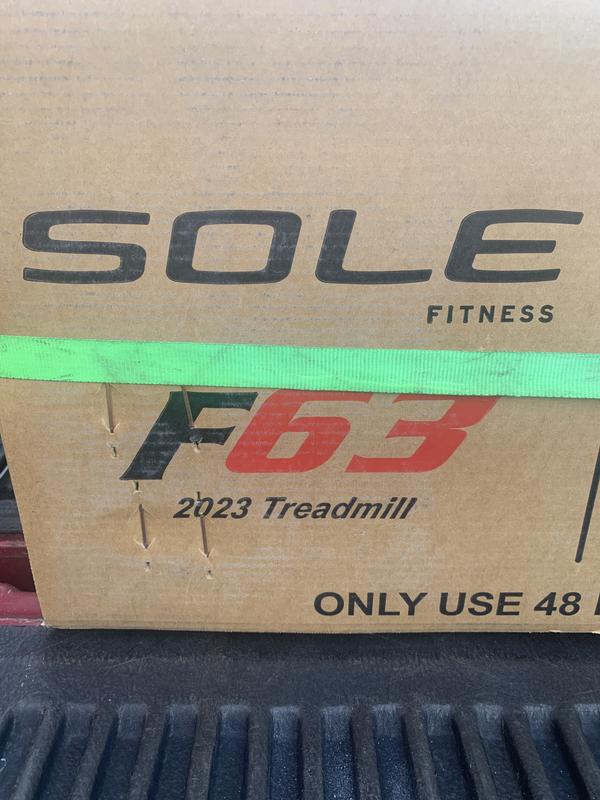 SOLE
FITNESS
F63
2023 Treadmill
ONLY USE 48